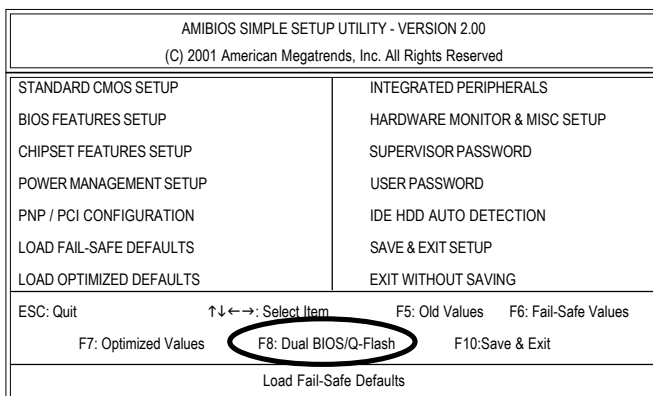 AMIBIOS SIMPLE SETUP UTILITY - VERSION 2.00
(C) 2001 American Megatrends, Inc. All Rights Reserved
STANDARD CMOS SETUP
INTEGRATED PERIPHERALS
BIOS FEATURES SETUP
HARDWARE MONITOR & MISC SETUP
CHIPSET FEATURES SETUP
SUPERVISOR PASSWORD
POWER MANAGEMENT SETUP
USER PASSWORD
PNP / PCI CONFIGURATION
IDE HDD AUTO DETECTION
LOAD FAIL-SAFE DEFAULTS
SAVE & EXIT SETUP
LOAD OPTIMIZED DEFAULTS
EXIT WITHOUT SAVING
ESC: Quit ↑↓←→: Select Item F5: Old Values F6: Fail-Safe Values
F7: Optimized Values F8: Dual BIOS/Q-Flash F10:Save & Exit
Load Fail-Safe Defaults